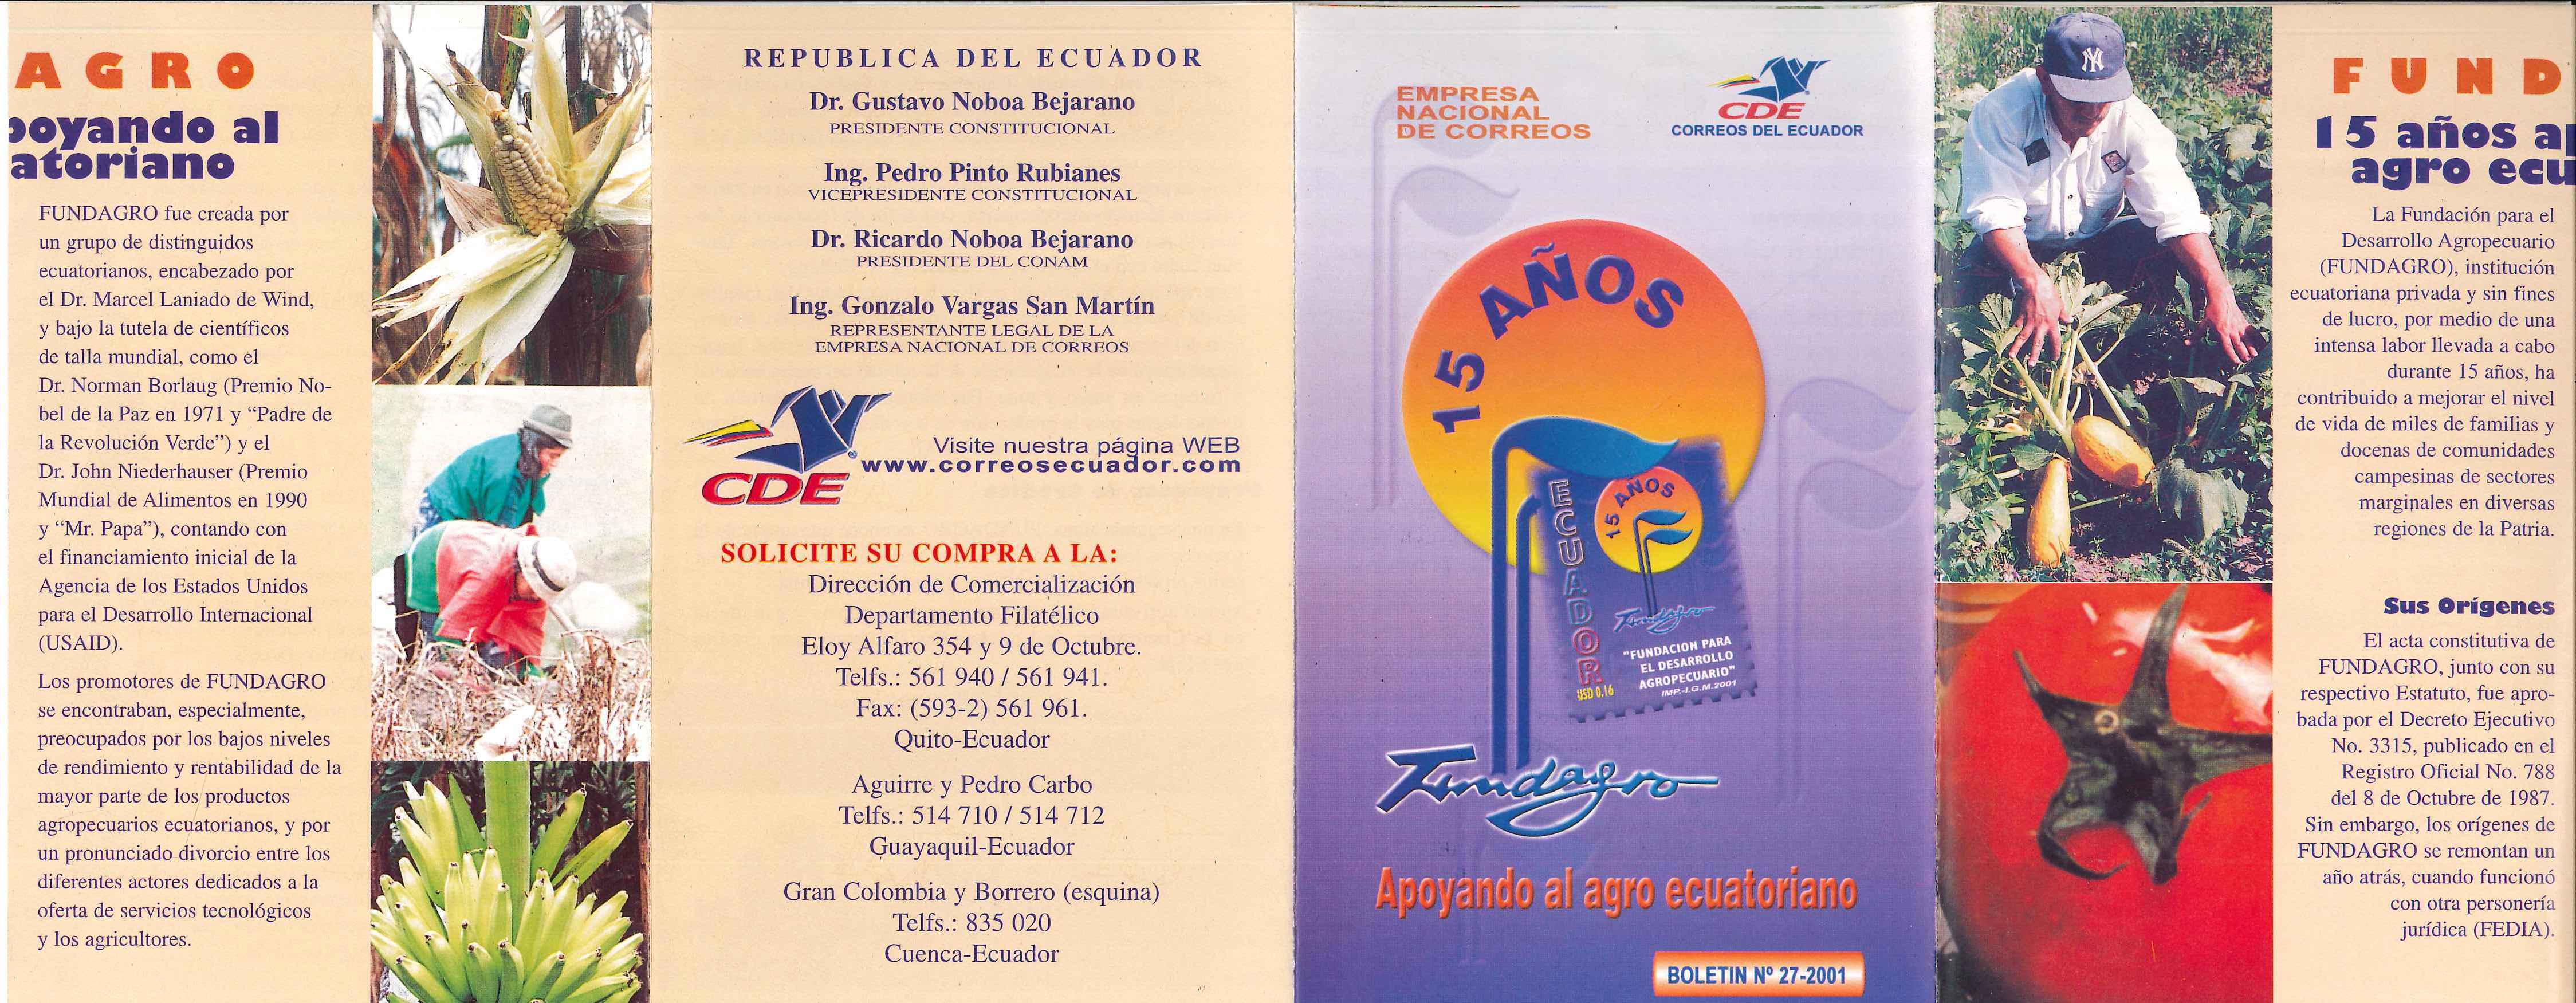 AGRO
poyando al
atoriano
FUNDAGRO fue creada por
un grupo de distinguidos
ecuatorianos, encabezado por
el Dr. Marcel Laniado de Wind,
y bajo la tutela de científicos
de talla mundial, como el
Dr. Norman Borlaug (Premio No-
bel de la Paz en 1971 y “Padre de
la Revolución Verde”) y el
Dr. John Niederhauser (Premio
Mundial de Alimentos en 1990
y “Mr. Papa”), contando con
el financiamiento inicial de la
Agencia de los Estados Unidos
para el Desarrollo Internacional
(USAID).
Los promotores de FUNDAGRO
se encontraban, especialmente,
preocupados por los bajos niveles
de rendimiento y rentabilidad de la
mayor parte de los productos
agropecuarios ecuatorianos, y por
un pronunciado divorcio entre los
diferentes actores dedicados a la
oferta de servicios tecnológicos
y los agricultores.
REPUBLICA DEL ECUADOR
Dr. Gustavo Noboa Bejarano
PRESIDENTE CONSTITUCIONAL
Ing. Pedro Pinto Rubianes
VICEPRESIDENTE CONSTITUCIONAL
Dr. Ricardo Noboa Bejarano
PRESIDENTE DEL CONAM
Ing. Gonzalo Vargas San Martín
REPRESENTANTE LEGAL DE LA
EMPRESA NACIONAL DE CORREOS
CDE
Visite nuestra página WEB
www.correosecuador.com
SOLICITE SU COMPRA A LA:
Dirección de Comercialización
Departamento Filatélico
Eloy Alfaro 354 y 9 de Octubre.
Telfs.: 561 940 / 561 941.
Fax: (593-2) 561 961.
Quito-Ecuador
Aguirre y Pedro Carbo
Telfs.: 514 710 / 514 712
Guayaquil-Ecuador
Gran Colombia y Borrero (esquina)
Telfs.: 835 020
Cuenca-Ecuador
EMPRESA
NACIONAL
DE CORREOS
CDE
CORREOS DEL ECUADOR
15 AÑOS
ECUADOR
15 AÑOS
Fundagro
"FUNDACION PARA
EL DESARROLLO
AGROPECUARIO"
IMP.-I.G.M.2001
USD 0.16
Fundagro
Apoyando al agro ecuatoriano
BOLETIN Nº 27-2001
NY
FUND
15 años ap
agro ecu
La Fundación para el
Desarrollo Agropecuario
(FUNDAGRO), institución
ecuatoriana privada y sin fines
de lucro, por medio de una
intensa labor llevada a cabo
durante 15 años, ha
contribuido a mejorar el nivel
de vida de miles de familias y
docenas de comunidades
campesinas de sectores
marginales en diversas
regiones de la Patria.
Sus Orígenes
El acta constitutiva de
FUNDAGRO, junto con su
respectivo Estatuto, fue apro-
bada por el Decreto Ejecutivo
No. 3315, publicado en el
Registro Oficial No. 788
del 8 de Octubre de 1987.
Sin embargo, los orígenes de
FUNDAGRO se remontan un
año atrás, cuando funcionó
con otra personería
jurídica (FEDIA).